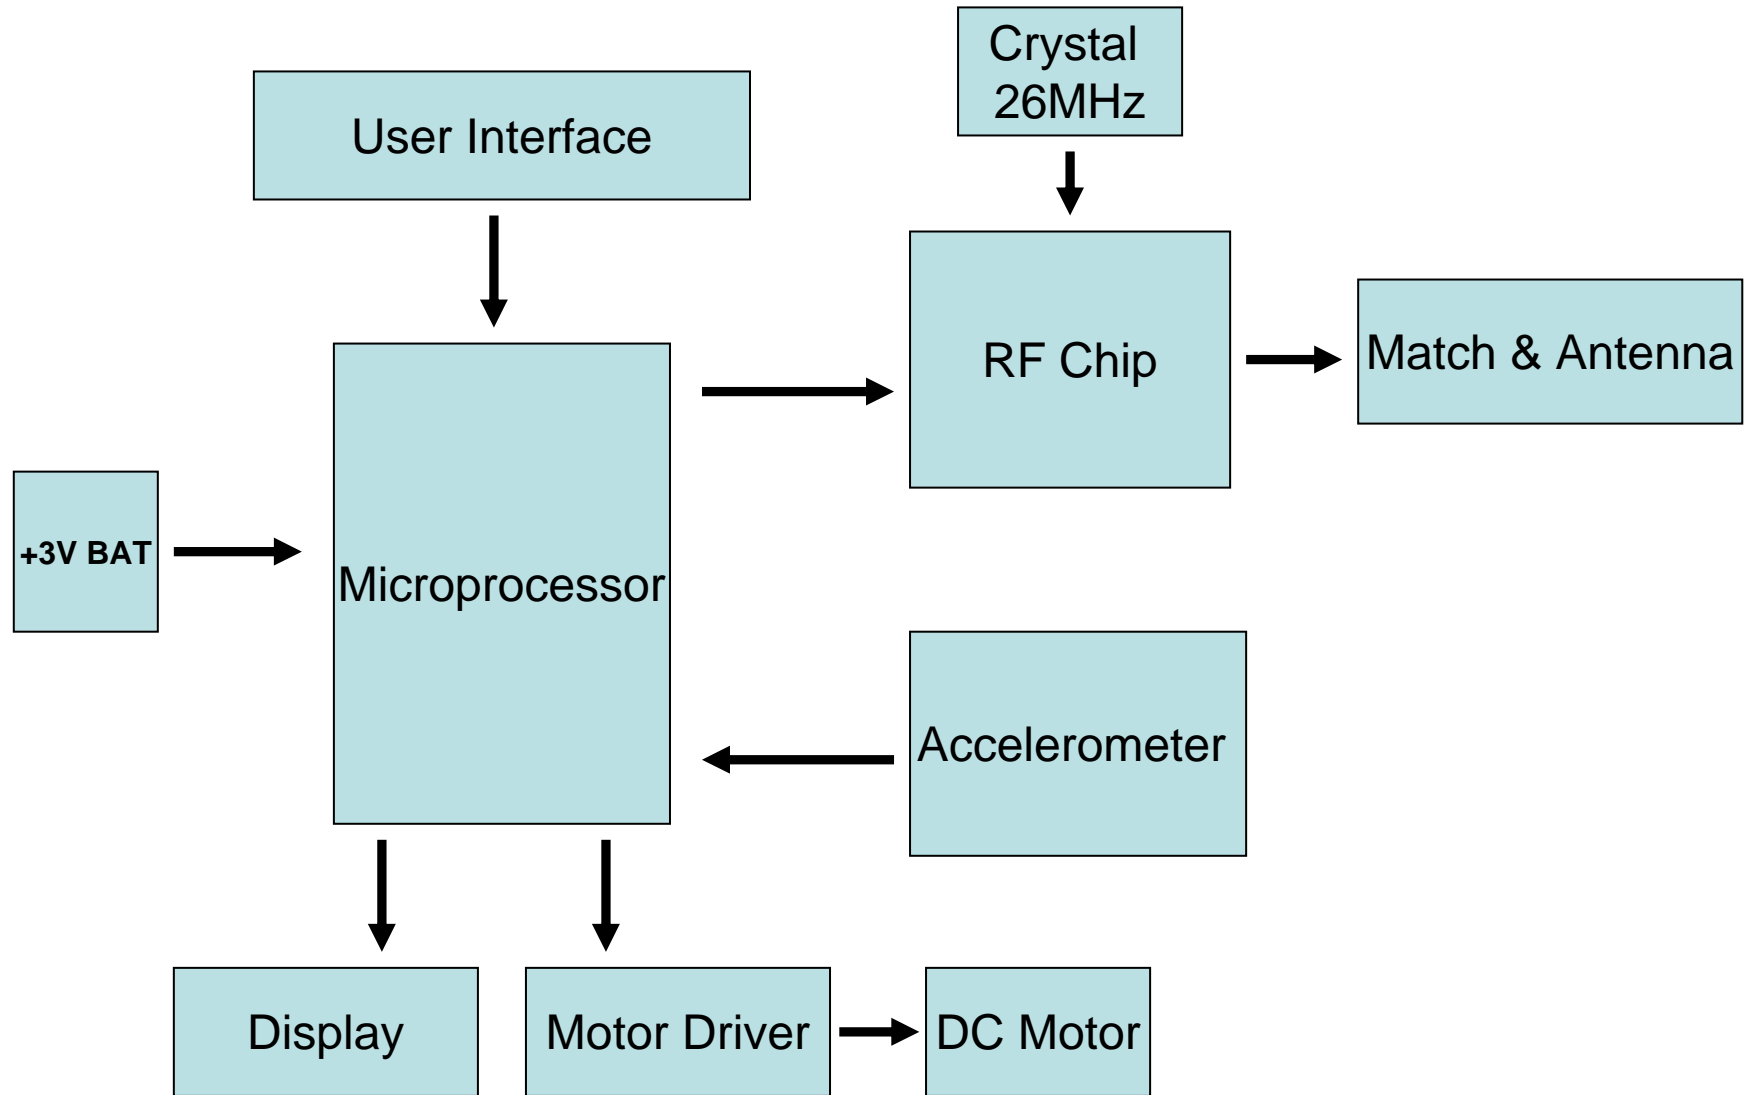 Crystal
26MHz
User Interface
RF Chip
Match & Antenna
+3V BAT
Microprocessor
Accelerometer
Display
Motor Driver
DC Motor